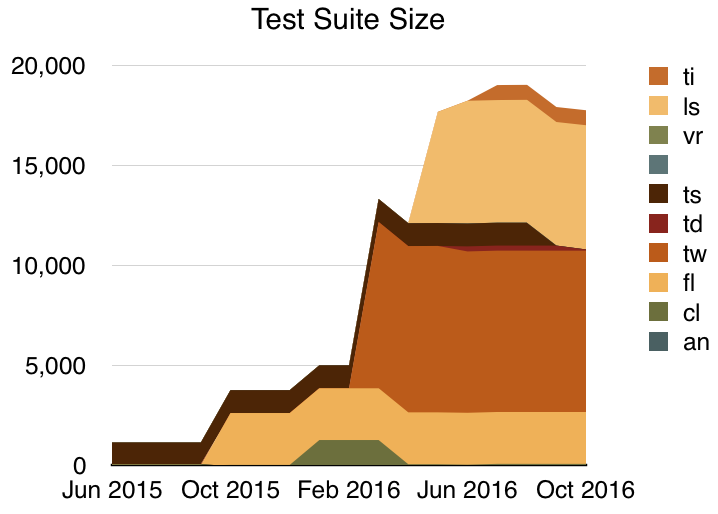 Test Suite Size
20,000
15,000
10,000
5,000
0
Jun 2015
Oct 2015
Feb 2016
Jun 2016
Oct 2016
ti
ls
vr
ts
td
tw
fl
cl
an